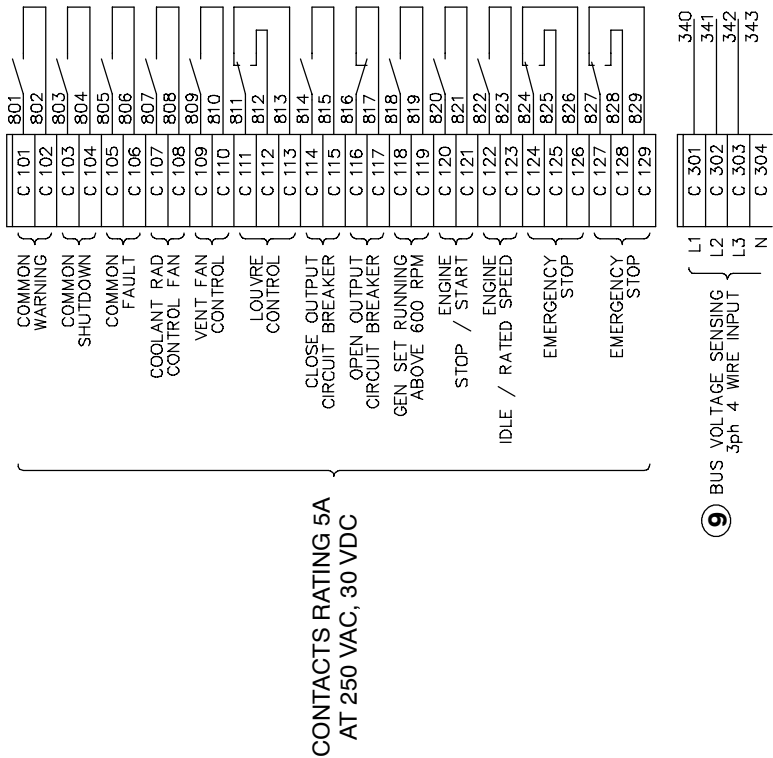 801
802
803
804
805
806
807
808
809
810
811
812
813
814
815
816
817
818
819
820
821
822
823
824
825
826
827
828
829
C 101
C 102
C 103
C 104
C 105
C 106
C 107
C 108
C 109
C 110
C 111
C 112
C 113
C 114
C 115
C 116
C 117
C 118
C 119
C 120
C 121
C 122
C 123
C 124
C 125
C 126
C 127
C 128
C 129
COMMON
WARNING
COMMON
SHUTDOWN
COMMON
FAULT
COOLANT RAD
CONTROL FAN
VENT FAN
CONTROL
LOUVRE
CONTROL
CLOSE OUTPUT
CIRCUIT BREAKER
OPEN OUTPUT
CIRCUIT BREAKER
GEN SET RUNNING
ABOVE 600 RPM
ENGINE
STOP / START
ENGINE
IDLE / RATED SPEED
EMERGENCY
STOP
EMERGENCY
STOP
CONTACTS RATING 5A
AT 250 VAC, 30 VDC
340
341
342
343
C 301
C 302
C 303
C 304
L1
L2
L3
N
9 BUS VOLTAGE SENSING
3ph 4 WIRE INPUT